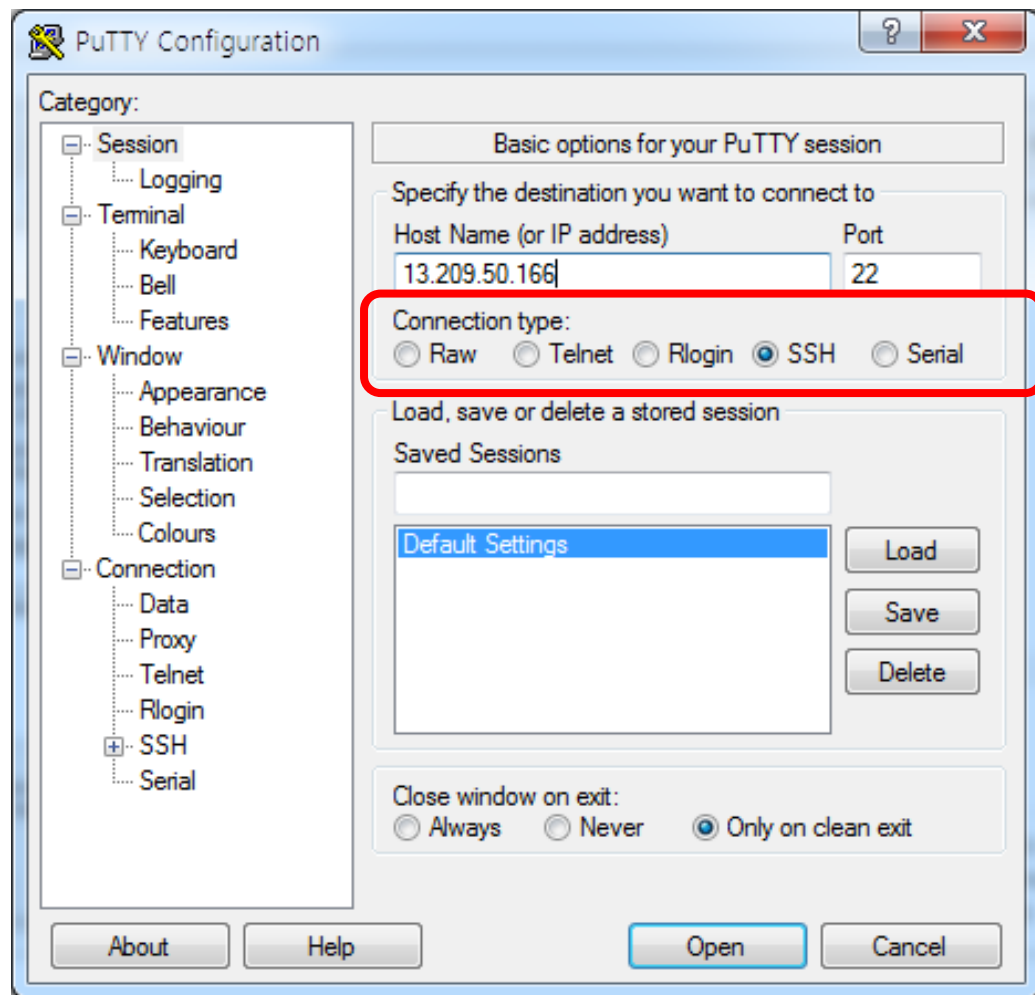 PuTTY Configuration
Category:
Session
Logging
Terminal
Keyboard
Bell
Features
Window
Appearance
Behaviour
Translation
Selection
Colours
Connection
Data
Proxy
Telnet
Rlogin
SSH
Serial
Basic options for your PuTTY session
Specify the destination you want to connect to
Host Name (or IP address) Port
13.209.50.166 22
Connection type:
Raw Telnet Rlogin SSH Serial
Load, save or delete a stored session
Saved Sessions
Default Settings
Load
Save
Delete
Close window on exit:
Always Never Only on clean exit
About Help Open Cancel